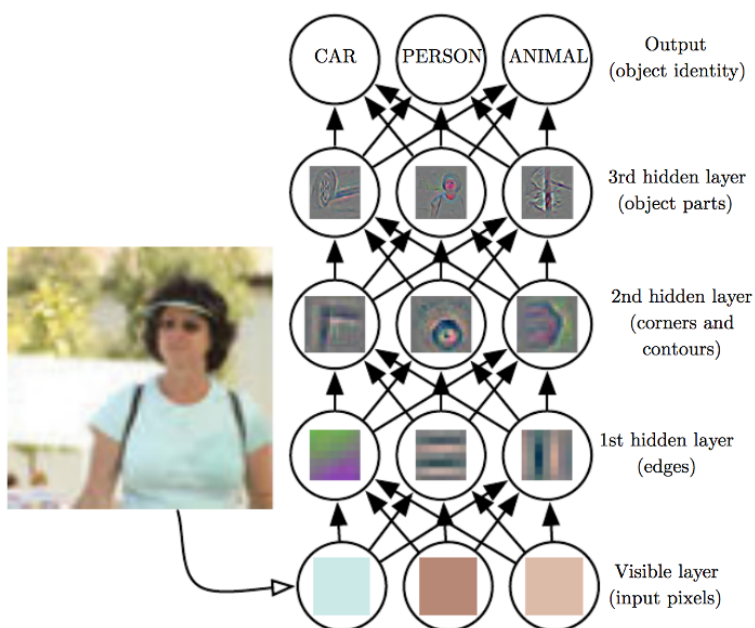 CAR
PERSON
ANIMAL
Output
(object identity)
3rd hidden layer
(object parts)
2nd hidden layer
(corners and
contours)
1st hidden layer
(edges)
Visible layer
(input pixels)